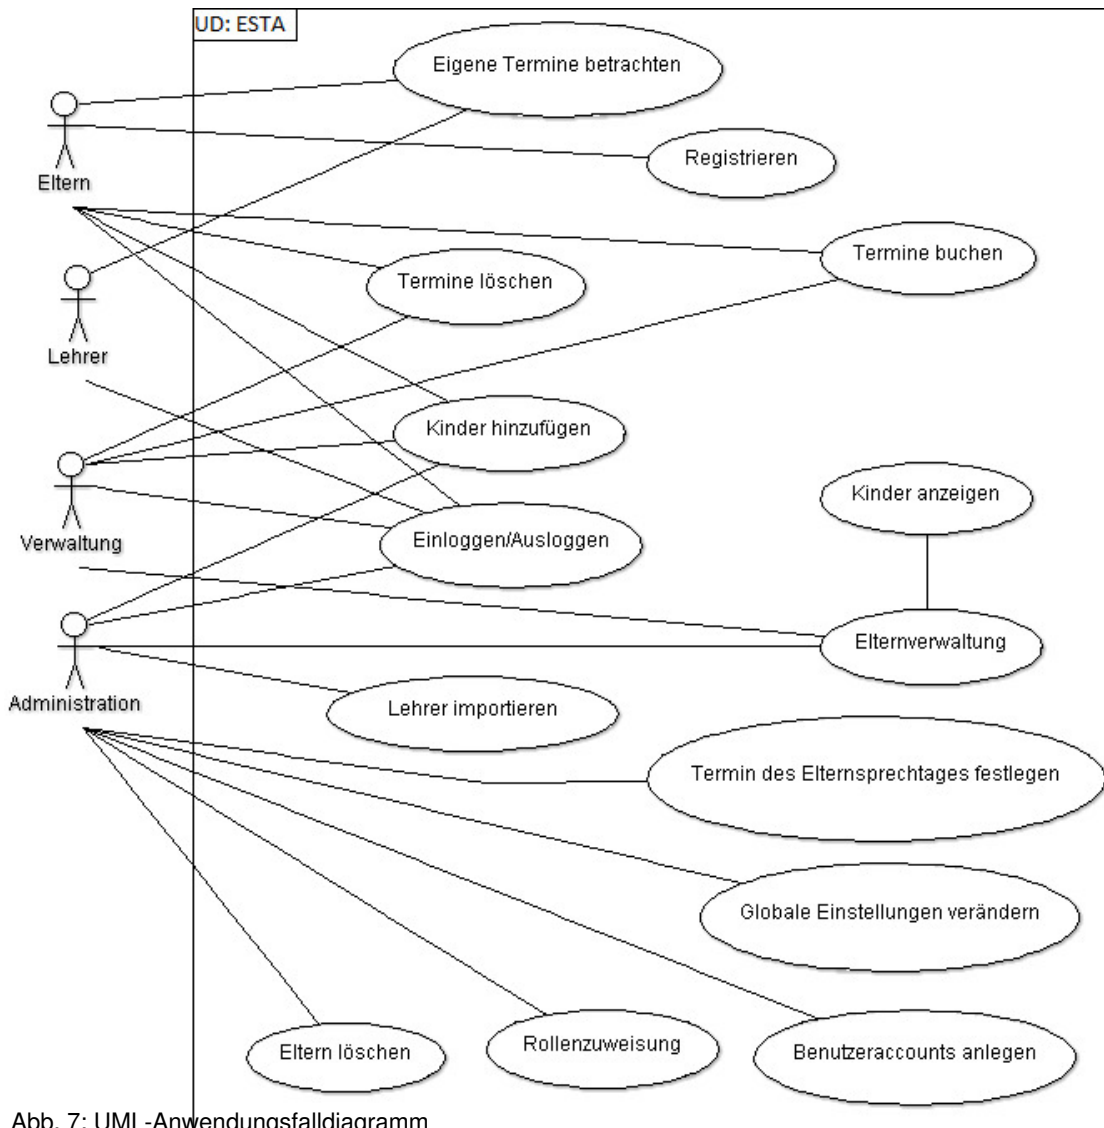 UD: ESTA
Eigene Termine betrachten
Registrieren
Eltern
Termine buchen
Termine löschen
Lehrer
Kinder hinzufügen
Kinder anzeigen
Verwaltung
Einloggen/Ausloggen
Elternverwaltung
Administration
Lehrer importieren
Termin des Elternsprechtages festlegen
Globale Einstellungen verändern
Eltern löschen
Rollenzuweisung
Benutzeraccounts anlegen
Abb. 7: UML-Anwendungsfalldiagramm